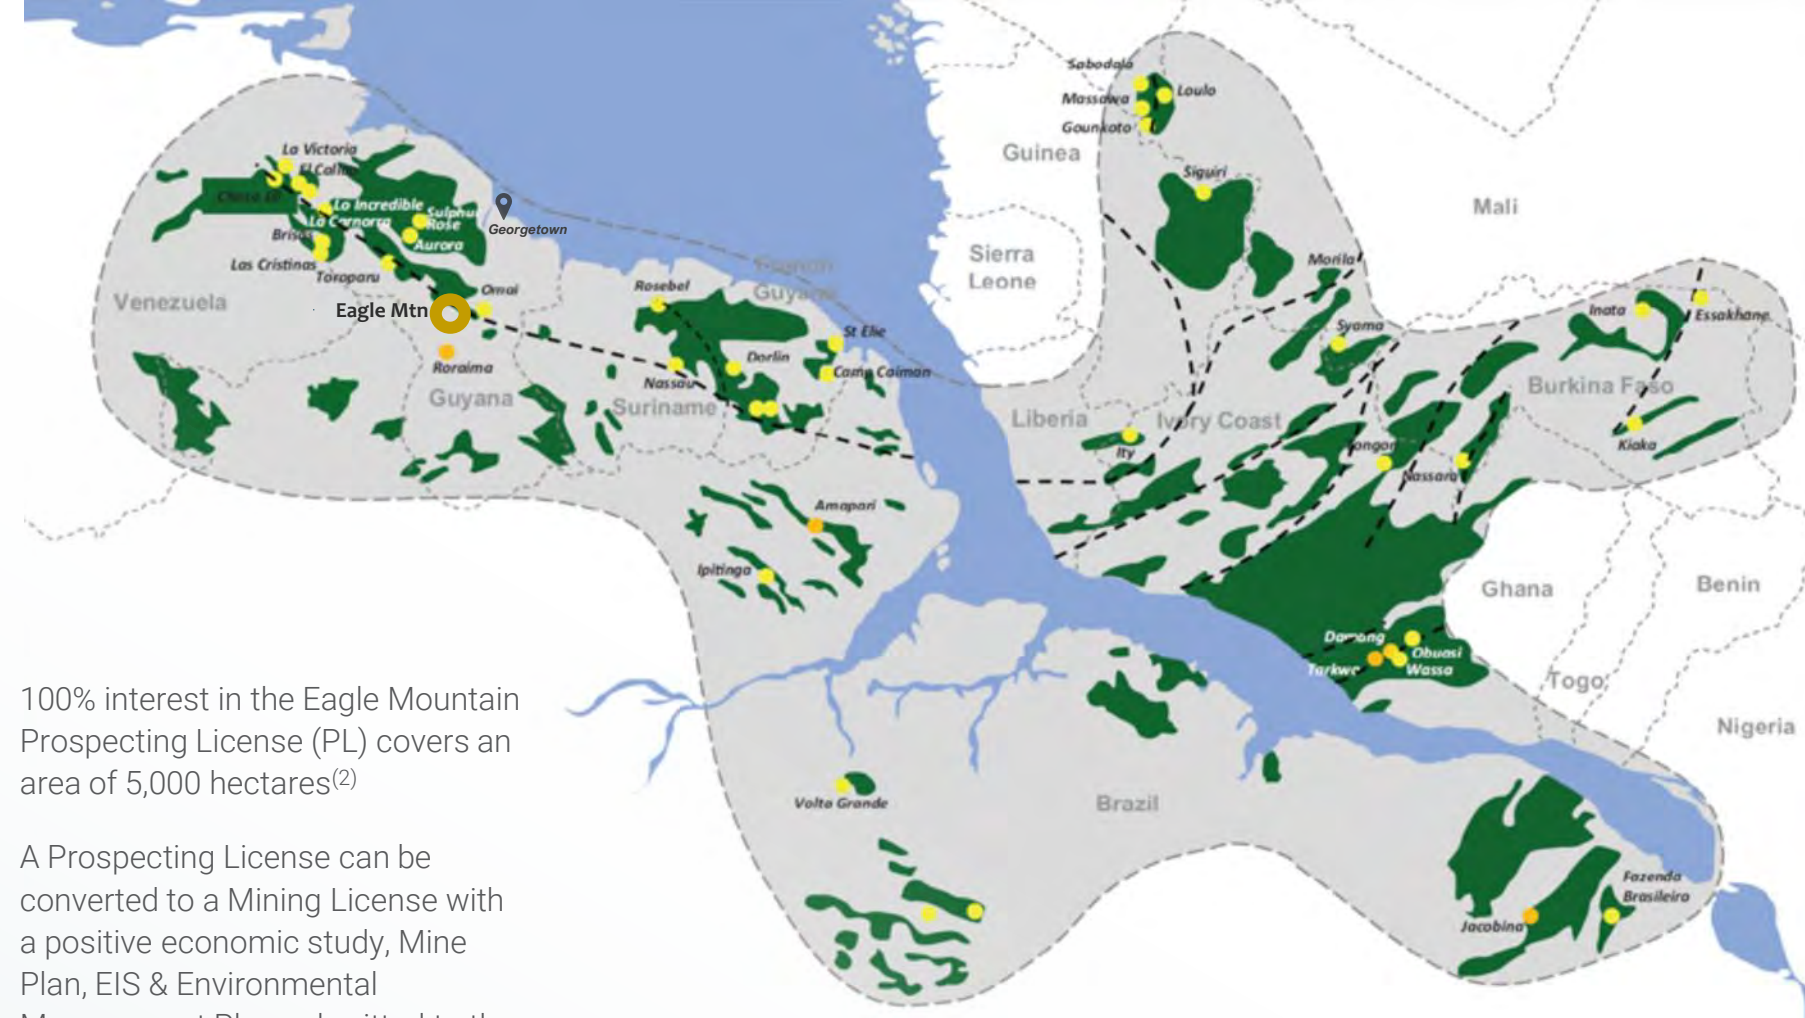 Sabodala
Massawa
Loulo
Gounkoto
Guinea
Siguiri
Mali
La Victoria
El Callao
Choco 10
Lo Incredible
La Camorra
Sulphur
Rose
Aurora
Brisas
Las Cristinas
Toroparu
Georgetown
Venezuela
Eagle Mtn
Omai
Roraima
Guyana
Rosebel
French
Guyana
St Elie
Dorlin
Camp Caiman
Nassau
Suriname
Sierra
Leone
Morila
Syama
Inata
Essakhane
Burkina Faso
Liberia
Ivory Coast
Ity
Tongon
Nassara
Kiaka
Amapari
Ipitinga
Ghana
Benin
Damang
Obuasi
Tarkwa
Wassa
Togo
Nigeria
Volta Grande
Brazil
Fazenda
Brasileiro
Jacobina
100% interest in the Eagle Mountain
Prospecting License (PL) covers an
area of 5,000 hectares(2)
A Prospecting License can be
converted to a Mining License with
a positive economic study, Mine
Plan, EIS & Environmental